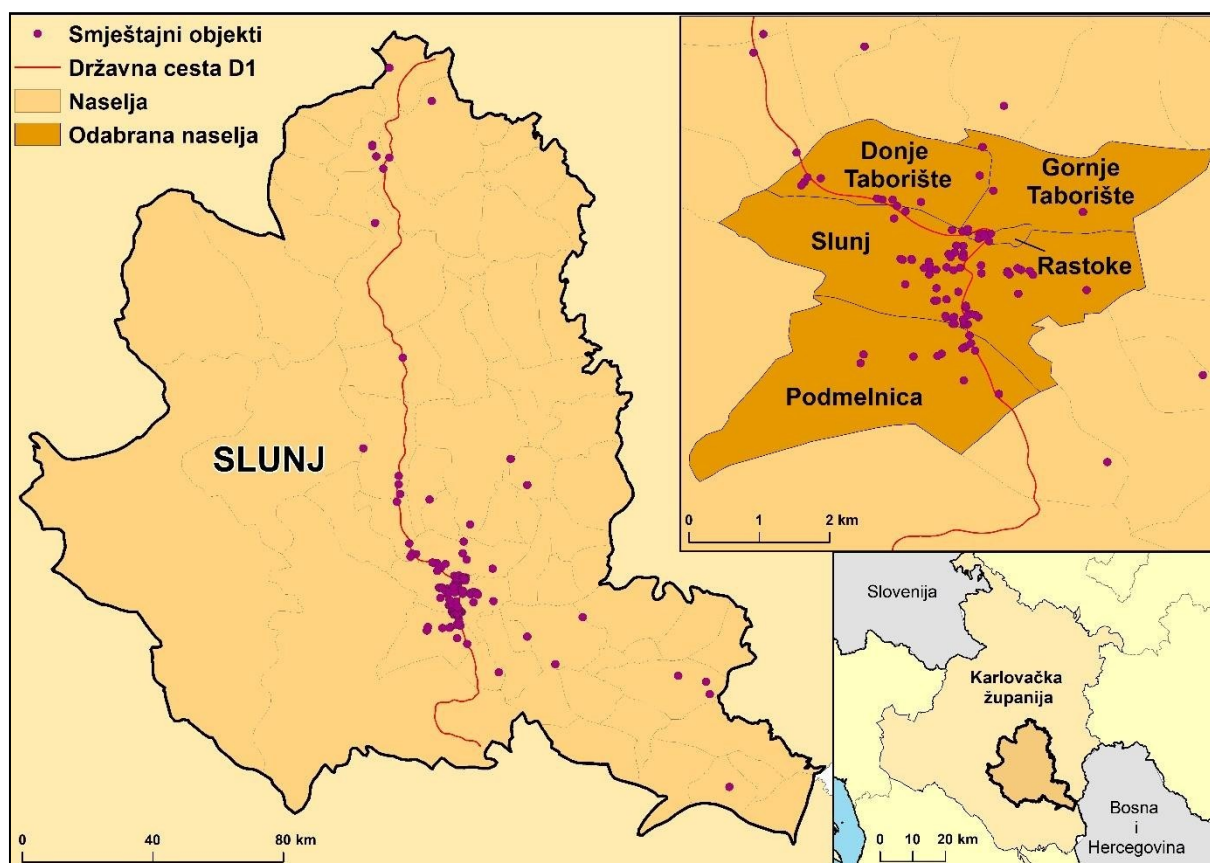 Smještajni objekti
Državna cesta D1
Naselja
Odabrana naselja
SLUNJ
0 40 80 km
Donje
Taborište
Gornje
Taborište
Slunj
Rastoke
Podmelnica
0 1 2 km
Slovenija
Karlovačka
županija
Bosna
i
Hercegovina
0 10 20 km